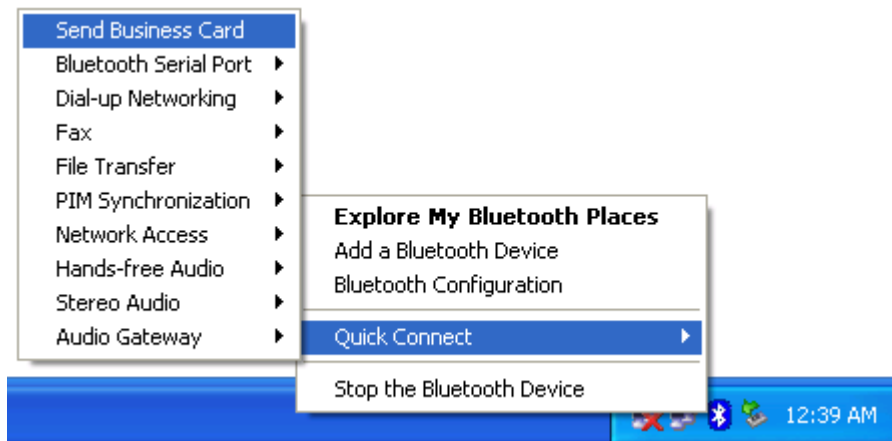 Send Business Card
Bluetooth Serial Port
Dial-up Networking
Fax
File Transfer
PIM Synchronization
Network Access
Hands-free Audio
Stereo Audio
Audio Gateway
Explore My Bluetooth Places
Add a Bluetooth Device
Bluetooth Configuration
Quick Connect
Stop the Bluetooth Device
12:39 AM